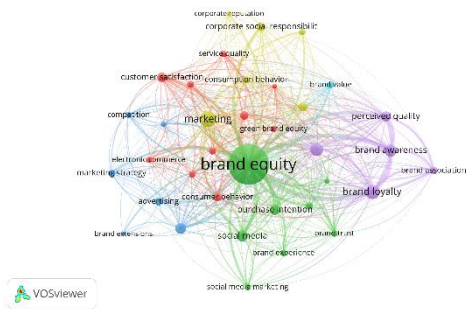 corporate reputation
corporate social responsibilit
service quality
customer satisfaction
consumption behavior
brand value
competition
marketing
perceived quality
green brand equity
brand awareness
electronic commerce
brand equity
marketing strategy
brand association
consumer behavior
brand loyalty
advertising
purchase intention
brand extensions
social media
brand trust
brand experience
social media marketing
VOSviewer